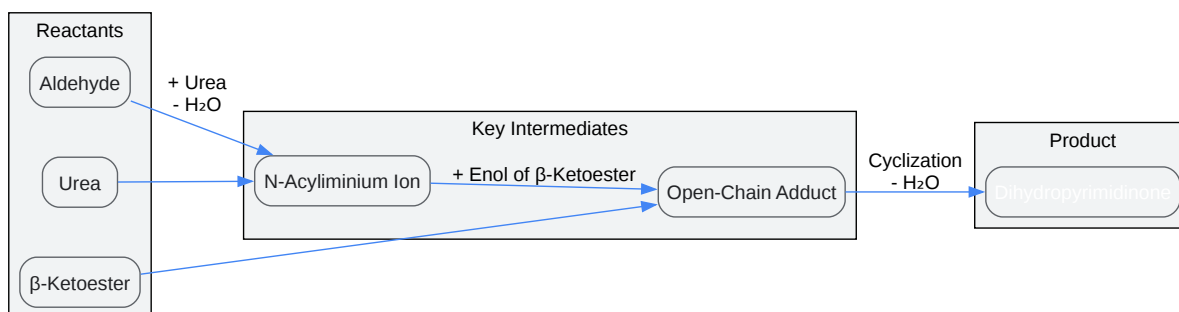 Reactants
Aldehyde
+ Urea
- H₂O
Key Intermediates
Product
Urea
N-Acyliminium Ion
+ Enol of β-Ketoester
Open-Chain Adduct
Cyclization
- H₂O
Dihydropyrimidinone
β-Ketoester